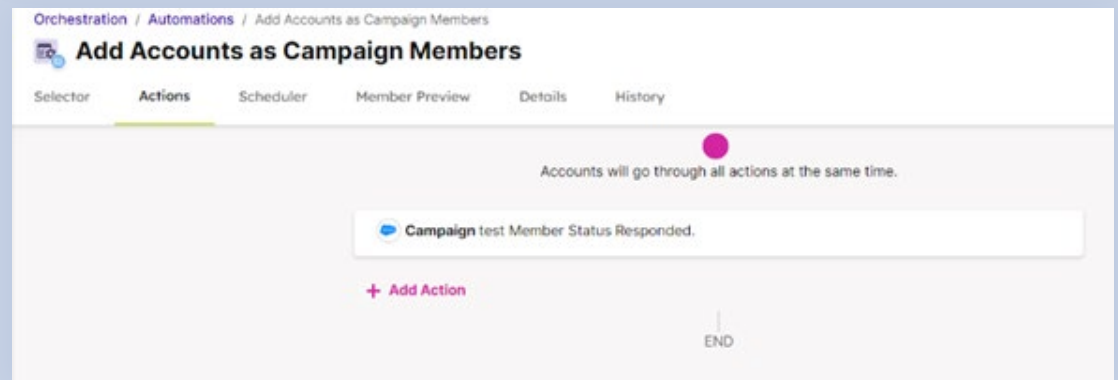 Orchestration / Automations / Add Accounts as Campaign Members
Add Accounts as Campaign Members
Selector Actions Scheduler Member Preview Details History
Accounts will go through all actions at the same time.
Campaign test Member Status Responded.
+ Add Action
END